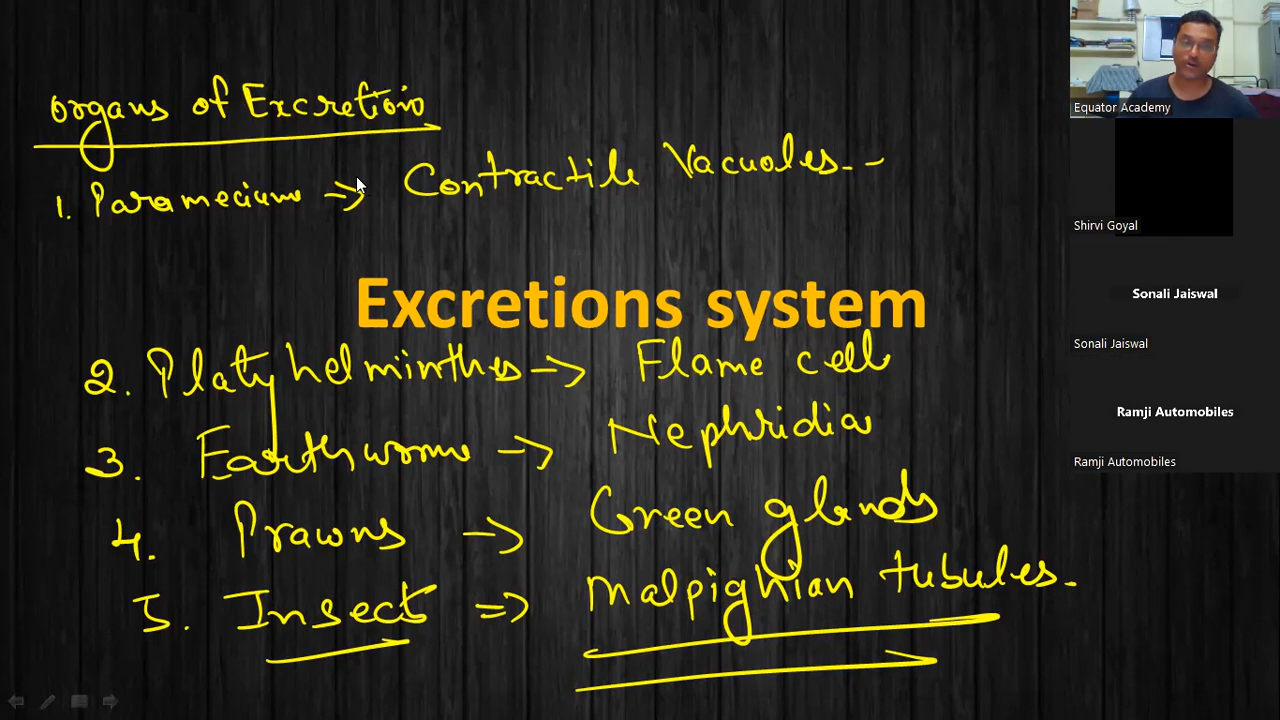 Organs of Excretion
1. Paramecium => Contractile Vacuoles. -
Excretions system
2. Platyhelminthes -> Flame cell
3. Earthworm -> Nephridia
4. Prawns -> Green glands
5. Insect => Malpighian tubules.
Equator Academy
Shirvi Goyal
Sonali Jaiswal
Sonali Jaiswal
Ramji Automobiles
Ramji Automobiles